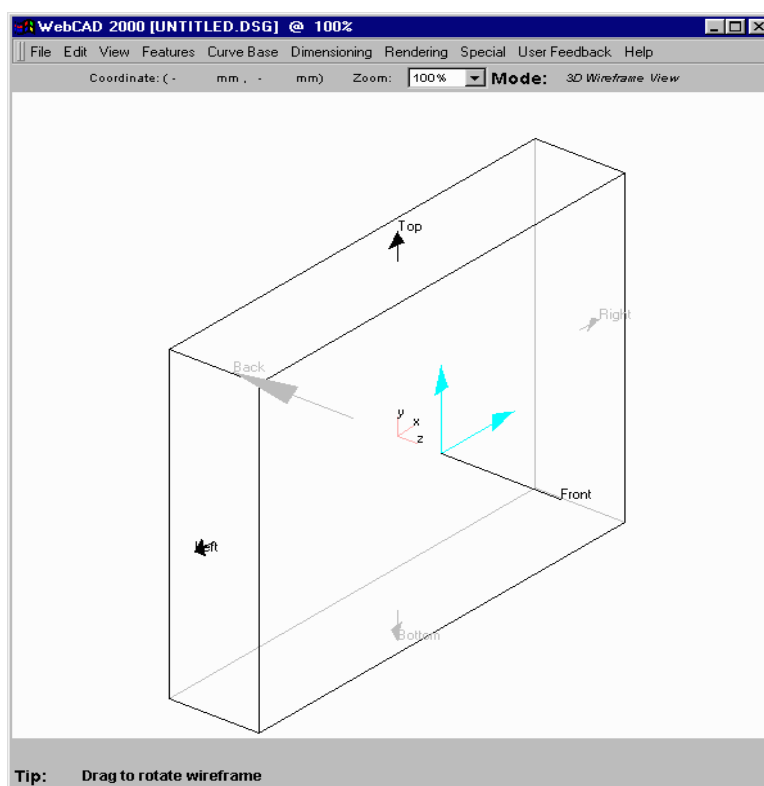 WebCAD 2000 [UNTITLED.DSG] @ 100%
File Edit View Features Curve Base Dimensioning Rendering Special User Feedback Help
Coordinate: ( - mm , - mm) Zoom: 100% Mode: 3D Wireframe View
Top
Right
Back
y
x
z
Front
Left
Bottom
Tip: Drag to rotate wireframe